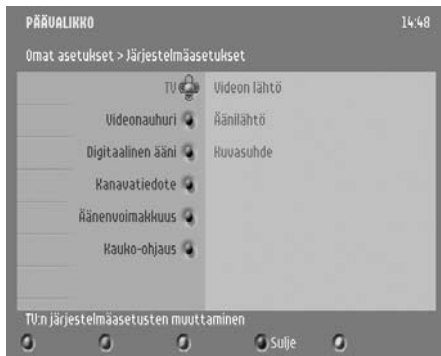 PÄÄVALIKKO 14:48
Omat asetukset > Järjestelmäasetukset
TV Videon lähtö
Videonauhuri Äänilähtö
Digitaalinen ääni Kuvasuhde
Kanavatiedote
Äänenvoimakkuus
Kauko-ohjaus
TV:n järjestelmäasetusten muuttaminen
Sulje